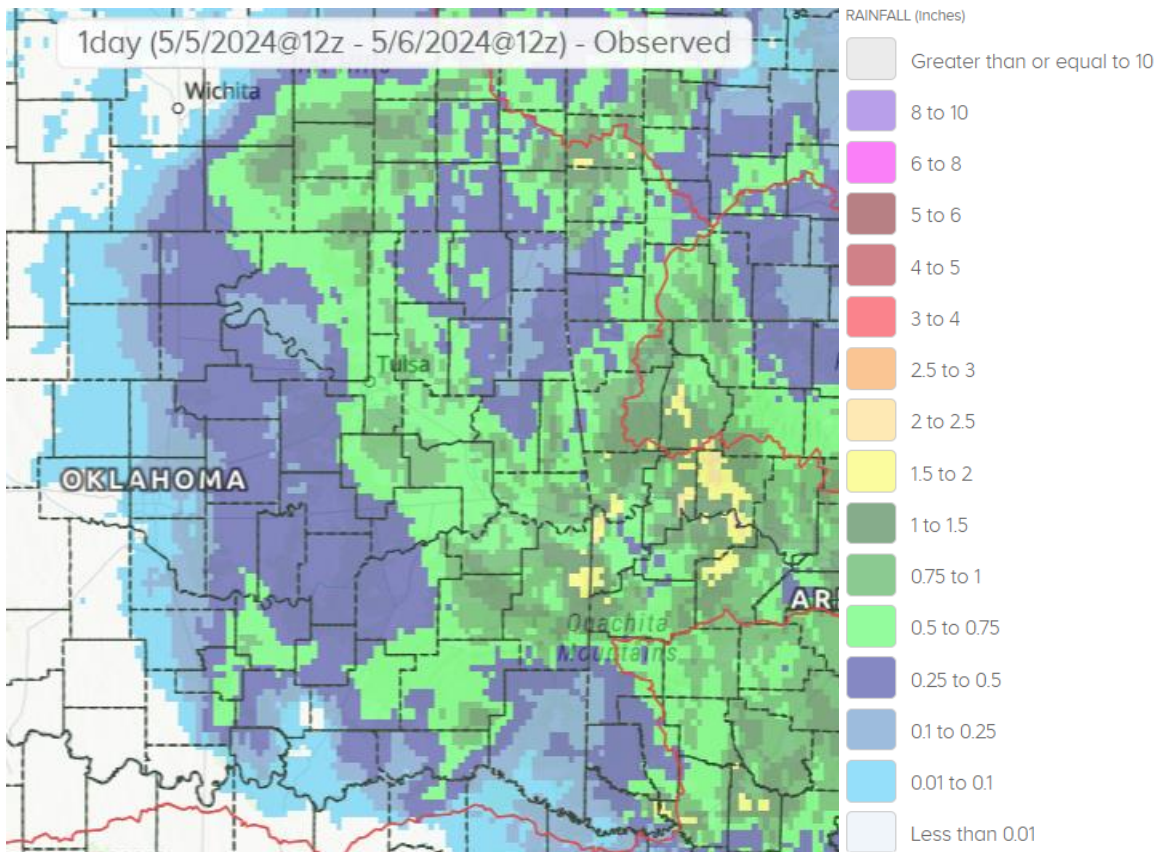 RAINFALL (Inches)
1day (5/5/2024@12z - 5/6/2024@12z) - Observed
Greater than or equal to 10
Wichita
8 to 10
6 to 8
5 to 6
4 to 5
3 to 4
Tulsa
2.5 to 3
2 to 2.5
OKLAHOMA
1.5 to 2
1 to 1.5
0.75 to 1
AR
Ouachita
Mountains
0.5 to 0.75
0.25 to 0.5
0.1 to 0.25
0.01 to 0.1
Less than 0.01